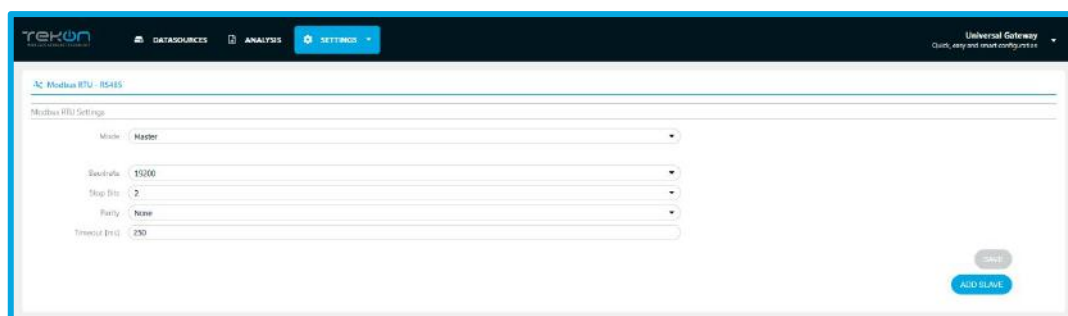 TEKON
DATASOURCES ANALYSIS SETTINGS
Universal Gateway
Quick, easy and smart configuration
Modbus RTU - RS485
Modbus RTU Settings
Mode Master
Baudrate 19200
Stop Bits 2
Parity None
Timeout [ms] 250
SAVE
ADD SLAVE